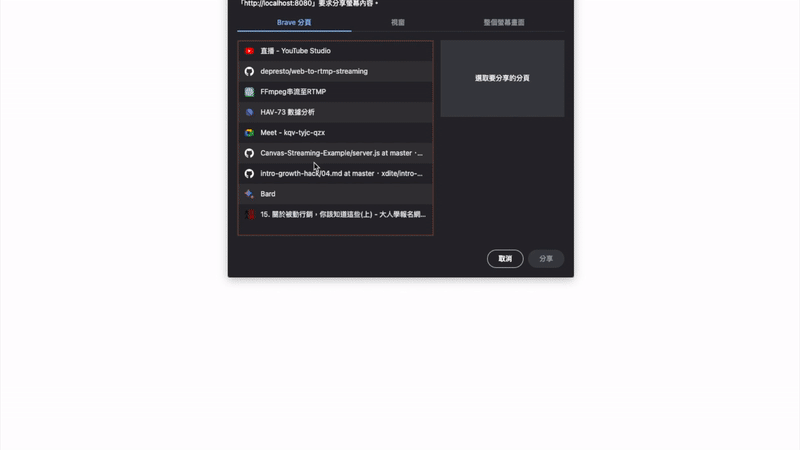 「http://localhost:8080」要求分享螢幕內容。
Brave 分頁
視窗
整個螢幕畫面
直播 - YouTube Studio
depresto/web-to-rtmp-streaming
FFmpeg串流至RTMP
HAV-73 數據分析
Meet - kqv-tyjc-qzx
Canvas-Streaming-Example/server.js at master · ...
intro-growth-hack/04.md at master · xdite/intro-...
Bard
15. 關於被動行銷，你該知道這些(上) - 大人學報名網...
選取要分享的分頁
取消
分享